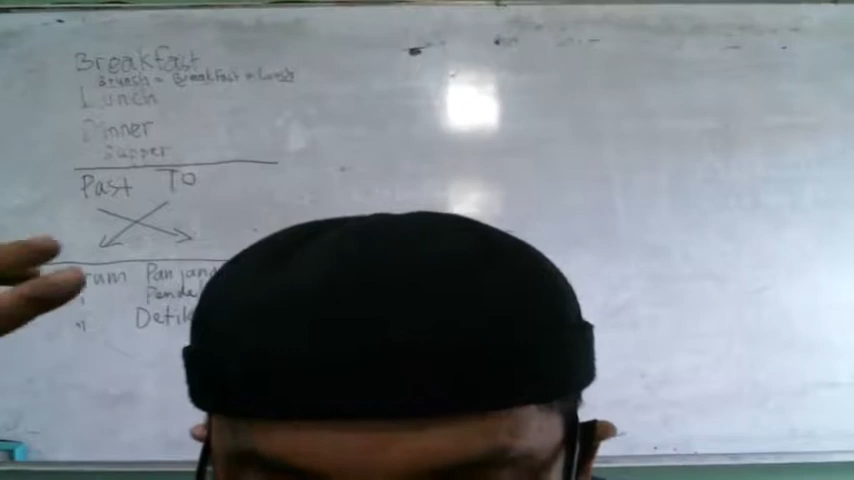 Breakfast
Brunch = Breakfast + Lunch
Lunch
Dinner
Supper
Past To
Panjang
"
" Detik